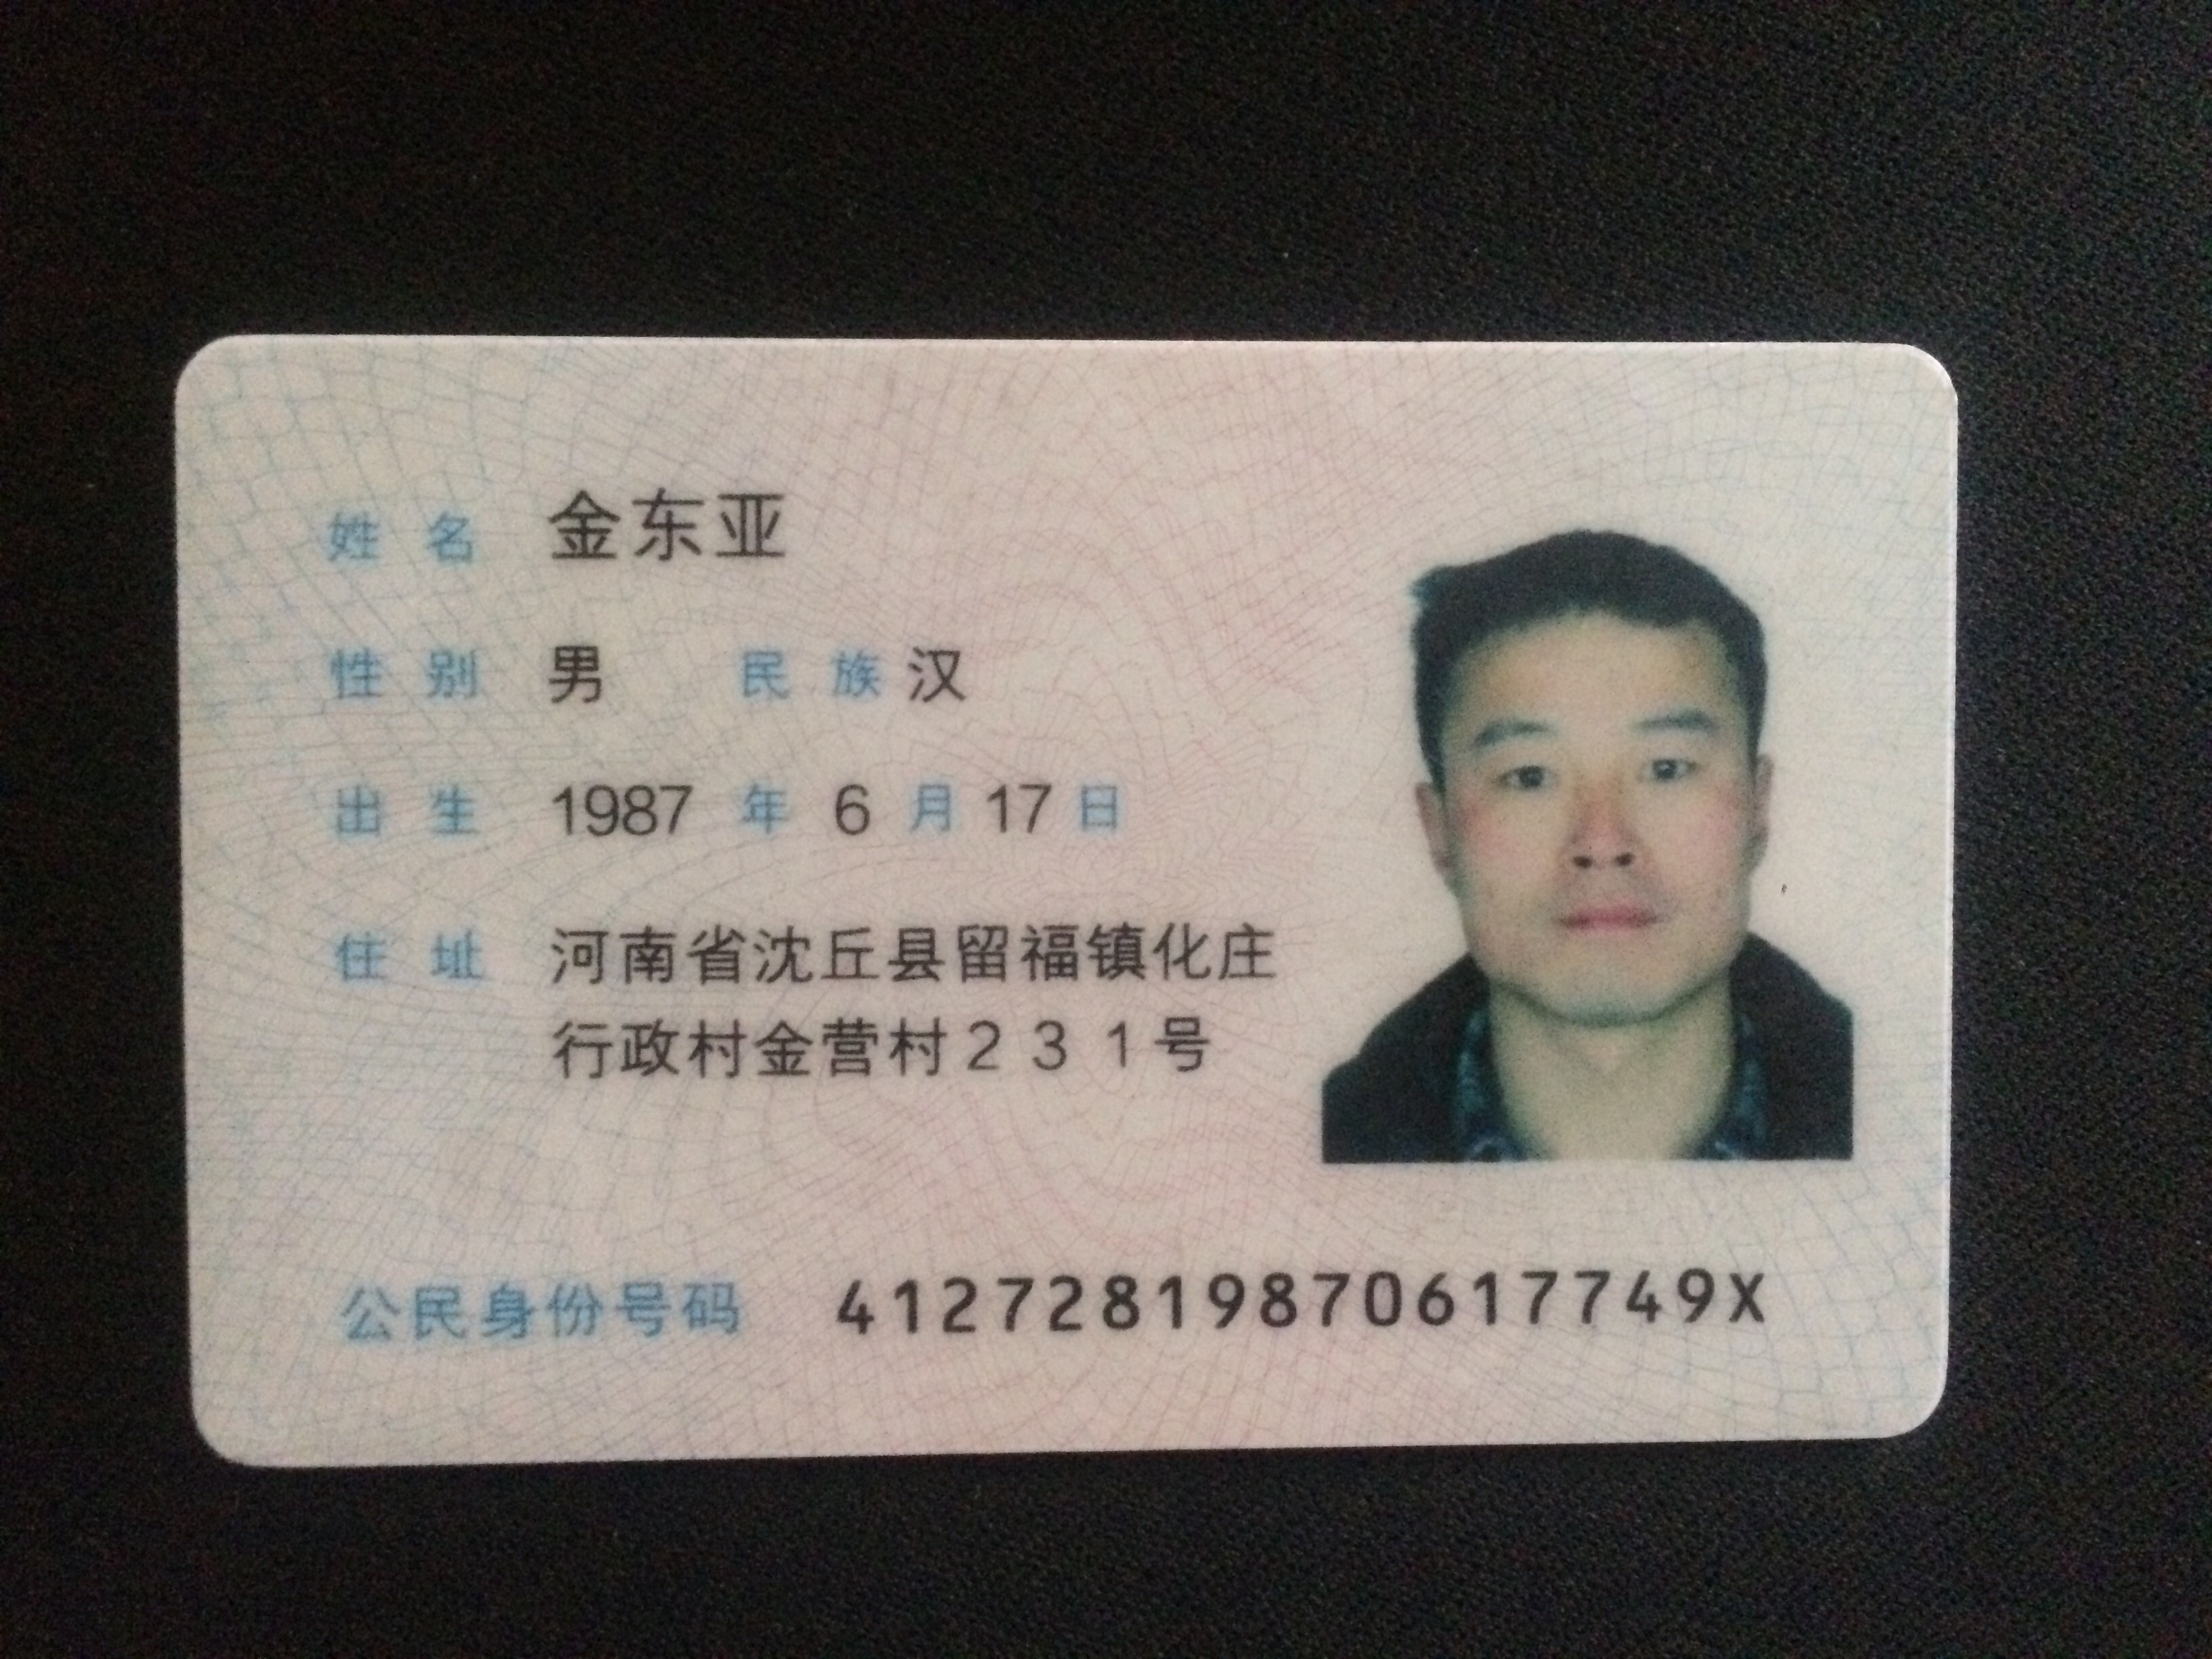 姓名 金东亚
性别 男 民族 汉
出生 1987 年 6 月 17 日
住址 河南省沈丘县留福镇化庄
行政村金营村231号
公民身份号码 41272819870617749X